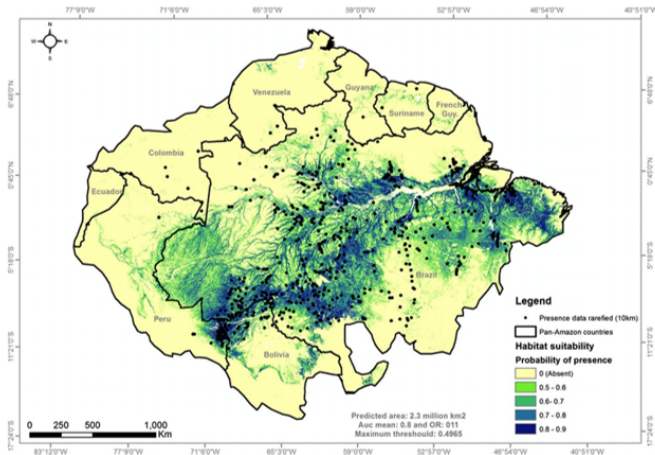 77°9'0"W 71°6'0"W 65°3'0"W 59°0'0"W 52°57'0"W 46°54'0"W 40°51'0"W
N
W E
S
Venezuela
Guyana
Suriname
French
Guy.
Colombia
Ecuador
Brazil
Peru
Bolivia
0°45'0"N
5°18'0"S
11°21'0"S
17°24'0"S
Legend
Presence data rarefied (10km)
Pan-Amazon countries
Habitat suitability
Probability of presence
0 (Absent)
0.5 - 0.6
0.6- 0.7
0.7 - 0.8
0.8 - 0.9
Predicted area: 2.3 million km2
Auc mean: 0.8 and OR: 011
Maximum threshold: 0.4965
0 250 500 1,000
Km
83°12'0"W 77°9'0"W 71°6'0"W 65°3'0"W 59°0'0"W 52°57'0"W 46°54'0"W 40°51'0"W